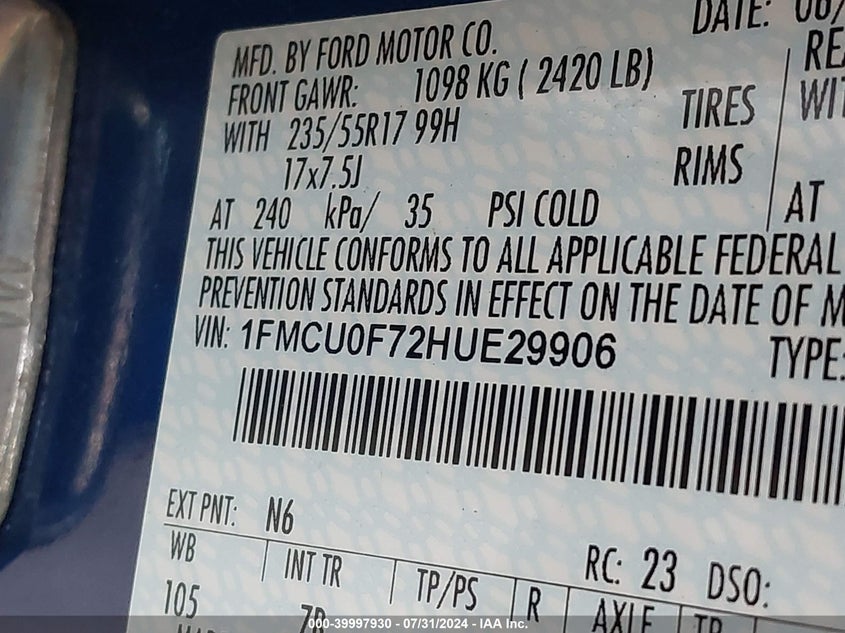 MFD. BY FORD MOTOR CO. DATE:
FRONT GAWR: 1098 KG ( 2420 LB)
WITH 235/55R17 99H TIRES
17x7.5J RIMS
AT 240 kPa/ 35 PSI COLD AT
THIS VEHICLE CONFORMS TO ALL APPLICABLE FEDERAL
PREVENTION STANDARDS IN EFFECT ON THE DATE OF
VIN: 1FMCU0F72HUE29906 TYPE:
EXT PNT: N6 RC: 23 DSO:
WB INT TR TP/PS R AXLE TR
105
000-39997930 - 07/31/2024 - IAA Inc.